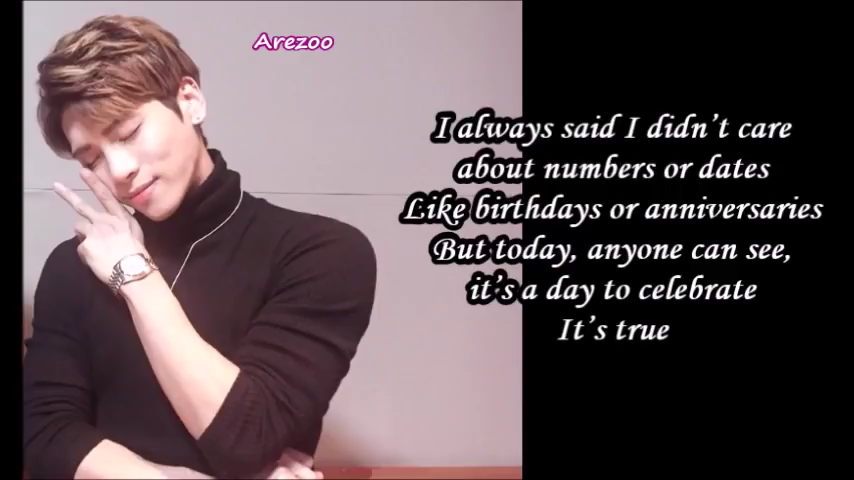 Arezoo
I always said I didn't care
about numbers or dates
Like birthdays or anniversaries
But today, anyone can see,
it's a day to celebrate
It's true